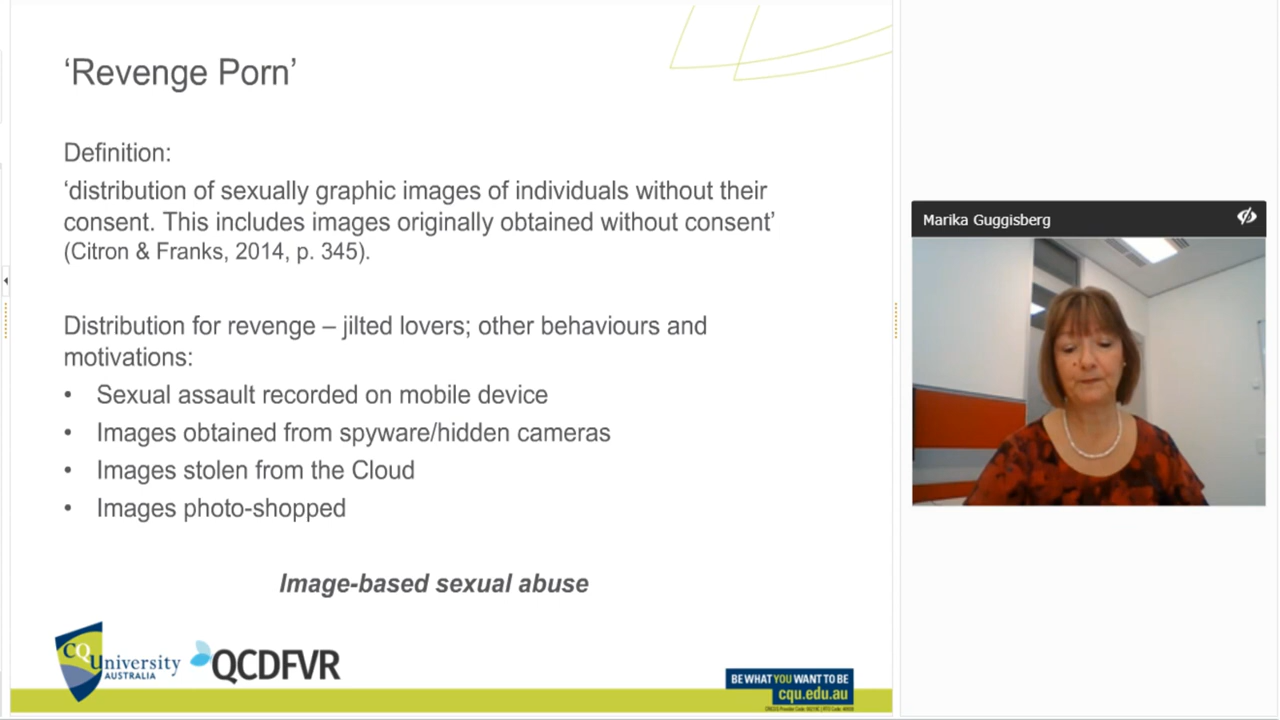 ‘Revenge Porn’
Definition:
‘distribution of sexually graphic images of individuals without their
consent. This includes images originally obtained without consent’
(Citron & Franks, 2014, p. 345).
Distribution for revenge – jilted lovers; other behaviours and
motivations:
• Sexual assault recorded on mobile device
• Images obtained from spyware/hidden cameras
• Images stolen from the Cloud
• Images photo-shopped
Image-based sexual abuse
CQUniversity
AUSTRALIA
QCDFVR
BE WHAT YOU WANT TO BE
cqu.edu.au
Marika Guggisberg